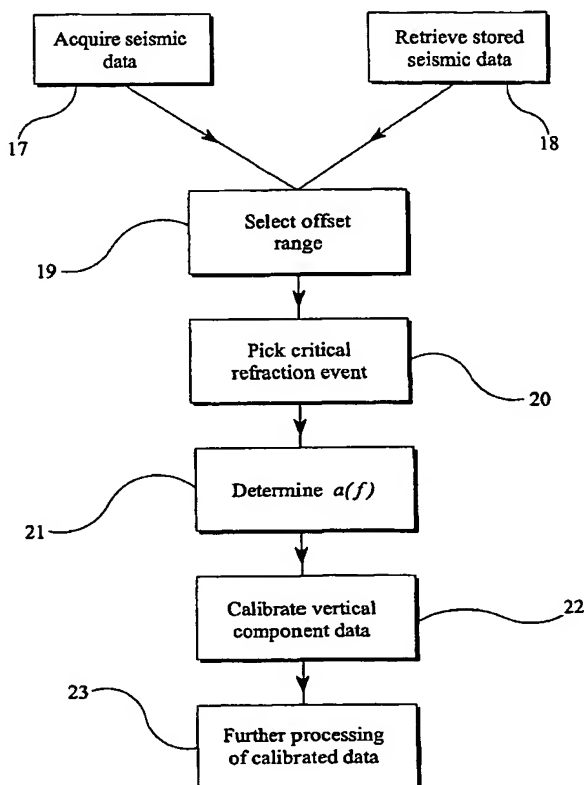 Acquire seismic
data
Retrieve stored
seismic data
17
18
Select offset
range
19
Pick critical
refraction event
20
Determine a(f)
21
Calibrate vertical
component data
22
23
Further processing
of calibrated data